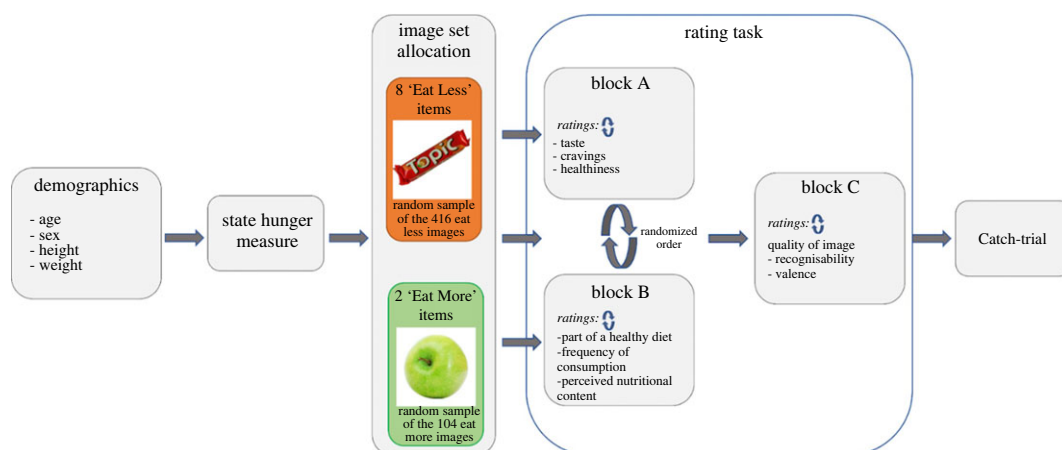 demographics
- age
- sex
- height
- weight
state hunger
measure
image set
allocation
8 ‘Eat Less’
items
Topic
random sample
of the 416 eat
less images
2 ‘Eat More’
items
random sample
of the 104 eat
more images
rating task
block A
ratings:
- taste
- cravings
- healthiness
randomized
order
block B
ratings:
-part of a healthy diet
-frequency of
consumption
-perceived nutritional
content
block C
ratings:
quality of image
- recognisability
- valence
Catch-trial